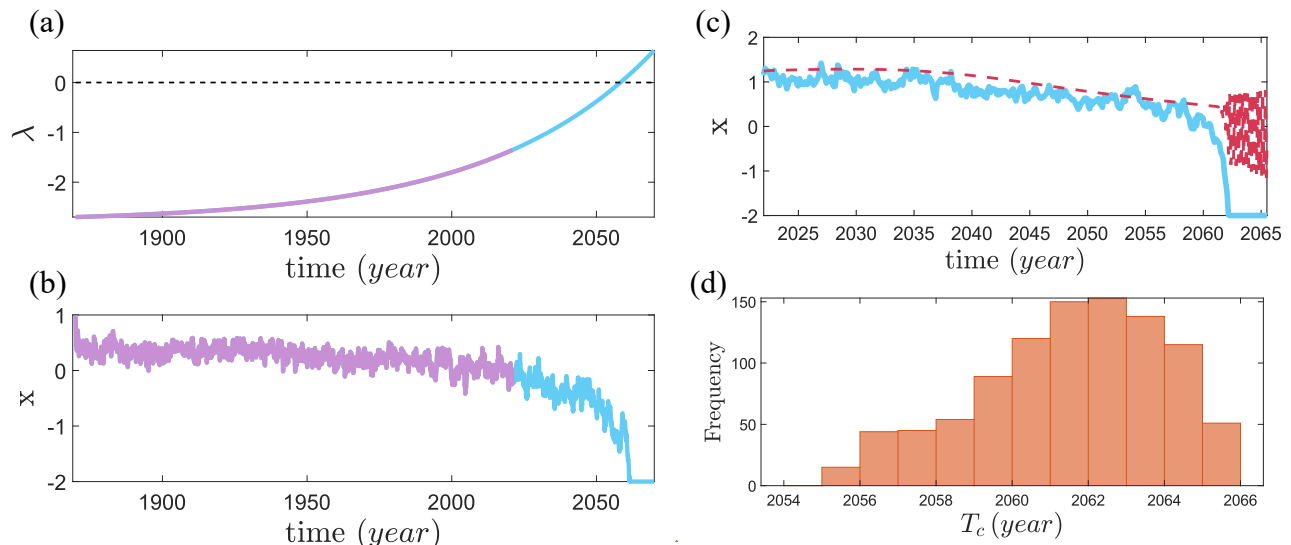 (a)
0
-1
-2
λ
1900 1950 2000 2050
time (year)
(b)
1
0
-1
-2
x
1900 1950 2000 2050
time (year)
(c)
2
1
0
-1
-2
x
2025 2030 2035 2040 2045 2050 2055 2060 2065
time (year)
(d)
150
100
50
0
Frequency
2054 2056 2058 2060 2062 2064 2066
T_c (year)